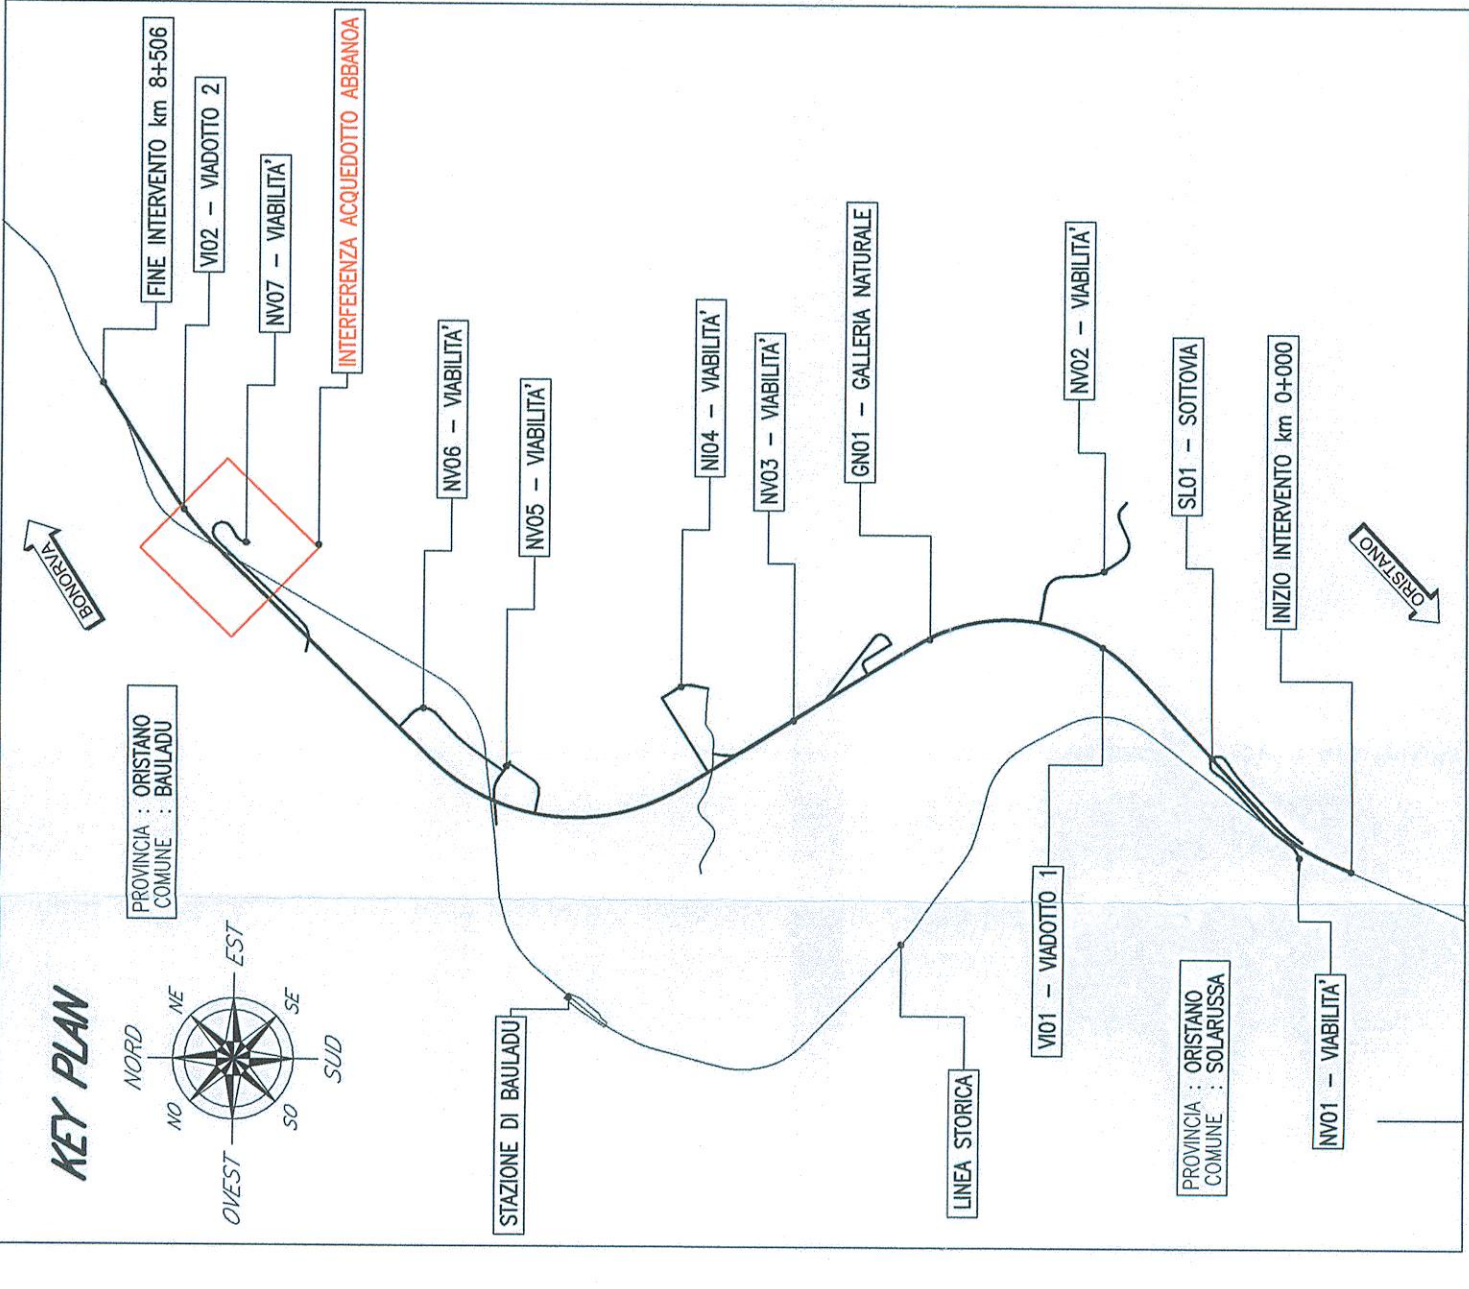 KEY PLAN
NORD
NO
NE
OVEST
EST
SO
SE
SUD
PROVINCIA : ORISTANO
COMUNE : BAULADU
BONORVA
FINE INTERVENTO km 8+506
VI02 – VIADOTTO 2
NV07 – VIABILITA'
INTERFERENZA ACQUEDOTTO ABBANOA
NV06 – VIABILITA'
NV05 – VIABILITA'
STAZIONE DI BAULADU
NI04 – VIABILITA'
NV03 – VIABILITA'
GN01 – GALLERIA NATURALE
LINEA STORICA
NV02 – VIABILITA'
VI01 – VIADOTTO 1
SL01 – SOTTOVIA
PROVINCIA : ORISTANO
COMUNE : SOLARUSSA
INIZIO INTERVENTO km 0+000
NV01 – VIABILITA'
ORISTANO